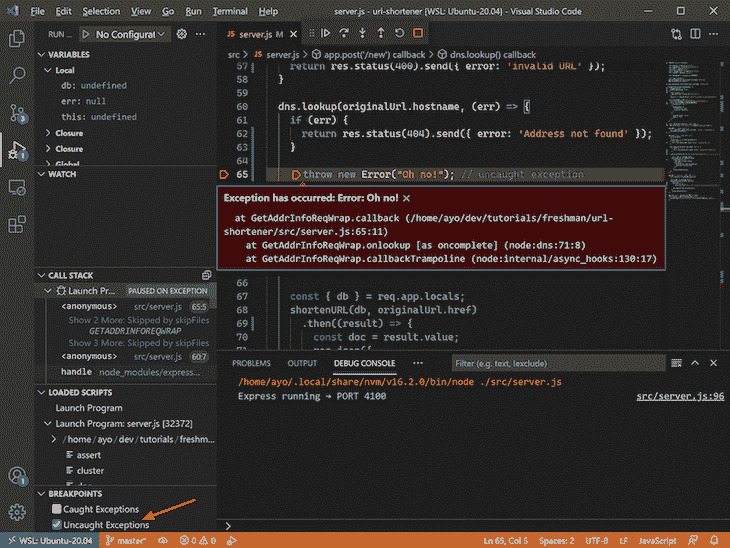 File Edit Selection View Go Run Terminal Help server.js - url-shortener [WSL: Ubuntu-20.04] - Visual Studio Code
RUN ... No Configurat
VARIABLES
Local
db: undefined
err: null
this: undefined
Closure
Closure
Global
WATCH
CALL STACK
Launch Pr... PAUSED ON EXCEPTION
<anonymous> src/server.js 65:5
Show 2 More: Skipped by skipFiles
GETADDRINFOREQWRAP
Show 3 More: Skipped by skipFiles
<anonymous> src/server.js 60:7
handle node_modules/express...
LOADED SCRIPTS
Launch Program
Launch Program: server.js [32372]
/home/ayo/dev/tutorials/freshm...
assert
cluster
BREAKPOINTS
Caught Exceptions
Uncaught Exceptions
server.js M
src > server.js > app.post('/new') callback > dns.lookup() callback
57 return res.status(400).send({ error: 'invalid URL' });
58 }
59
60 dns.lookup(originalUrl.hostname, (err) => {
61 if (err) {
62 return res.status(404).send({ error: 'Address not found' });
63 }
64
65 throw new Error("Oh no!"); // uncaught exception
Exception has occurred: Error: Oh no!
at GetAddrInfoReqWrap.callback (/home/ayo/dev/tutorials/freshman/url-
shortener/src/server.js:65:11)
at GetAddrInfoReqWrap.onlookup [as oncomplete] (node:dns:71:8)
at GetAddrInfoReqWrap.callbackTrampoline (node:internal/async_hooks:130:17)
66
67 const { db } = req.app.locals;
68 shortenURL(db, originalUrl.href)
69 .then((result) => {
70 const doc = result.value;
71 res.json({
PROBLEMS OUTPUT DEBUG CONSOLE ... Filter (e.g. text, !exclude)
/home/ayo/.local/share/nvm/v16.2.0/bin/node ./src/server.js
Express running → PORT 4100 src/server.js:96
WSL: Ubuntu-20.04 master* 0 0 Ln 65, Col 5 Spaces: 2 UTF-8 LF JavaScript